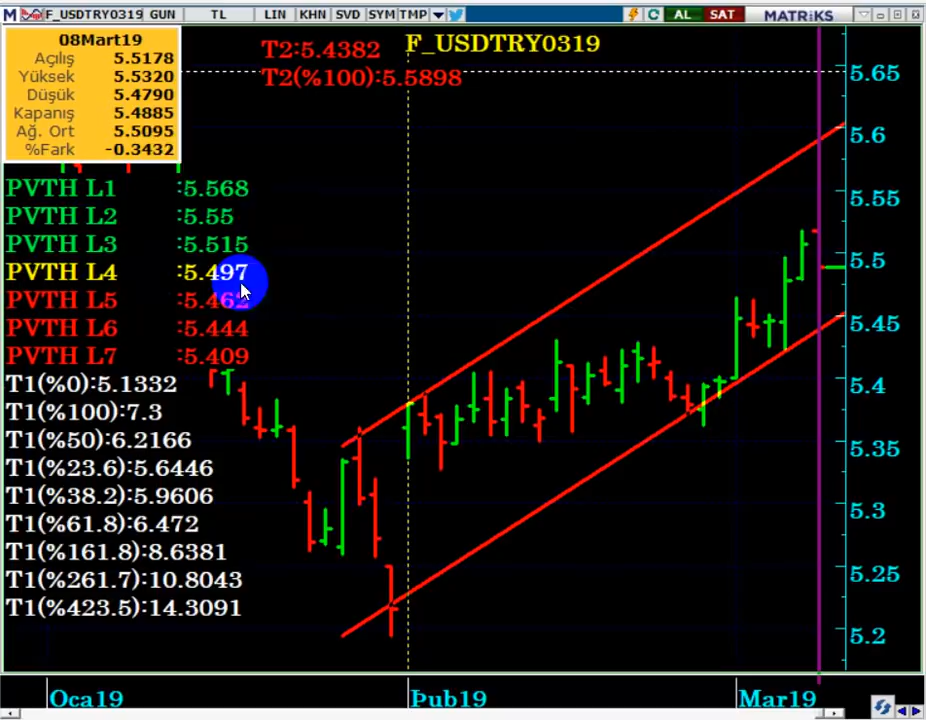 M F_USDTRY0319 GUN TL LIN KHN SVD SYM TMP C AL SAT MATRiKS
08Mart19
Açılış 5.5178
Yüksek 5.5320
Düşük 5.4790
Kapanış 5.4885
Ağ. Ort 5.5095
%Fark -0.3432
T2:5.4382
T2(%100):5.5898
F_USDTRY0319
PVTH L1 :5.568
PVTH L2 :5.55
PVTH L3 :5.515
PVTH L4 :5.497
PVTH L5 :5.462
PVTH L6 :5.444
PVTH L7 :5.409
T1(%0):5.1332
T1(%100):7.3
T1(%50):6.2166
T1(%23.6):5.6446
T1(%38.2):5.9606
T1(%61.8):6.472
T1(%161.8):8.6381
T1(%261.7):10.8043
T1(%423.5):14.3091
5.65
5.6
5.55
5.5
5.45
5.4
5.35
5.3
5.25
5.2
Oca19 Þub19 Mar19